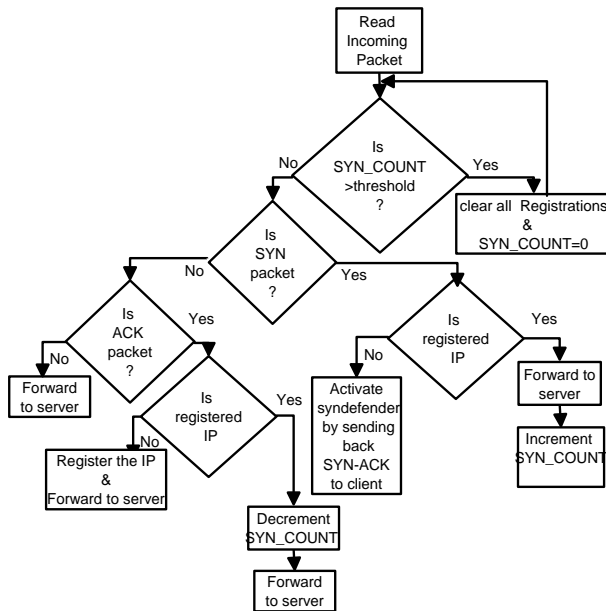 Read
Incoming
Packet
Is
SYN_COUNT
>threshold
?
No
Yes
clear all Registrations
&
SYN_COUNT=0
Is
SYN
packet
?
No
Yes
Is
ACK
packet
?
No
Yes
Forward
to server
Is
registered
IP
No
Yes
Register the IP
&
Forward to server
Decrement
SYN_COUNT
Forward
to server
Is
registered
IP
No
Yes
Activate
syndefender
by sending
back
SYN-ACK
to client
Forward to
server
Increment
SYN_COUNT